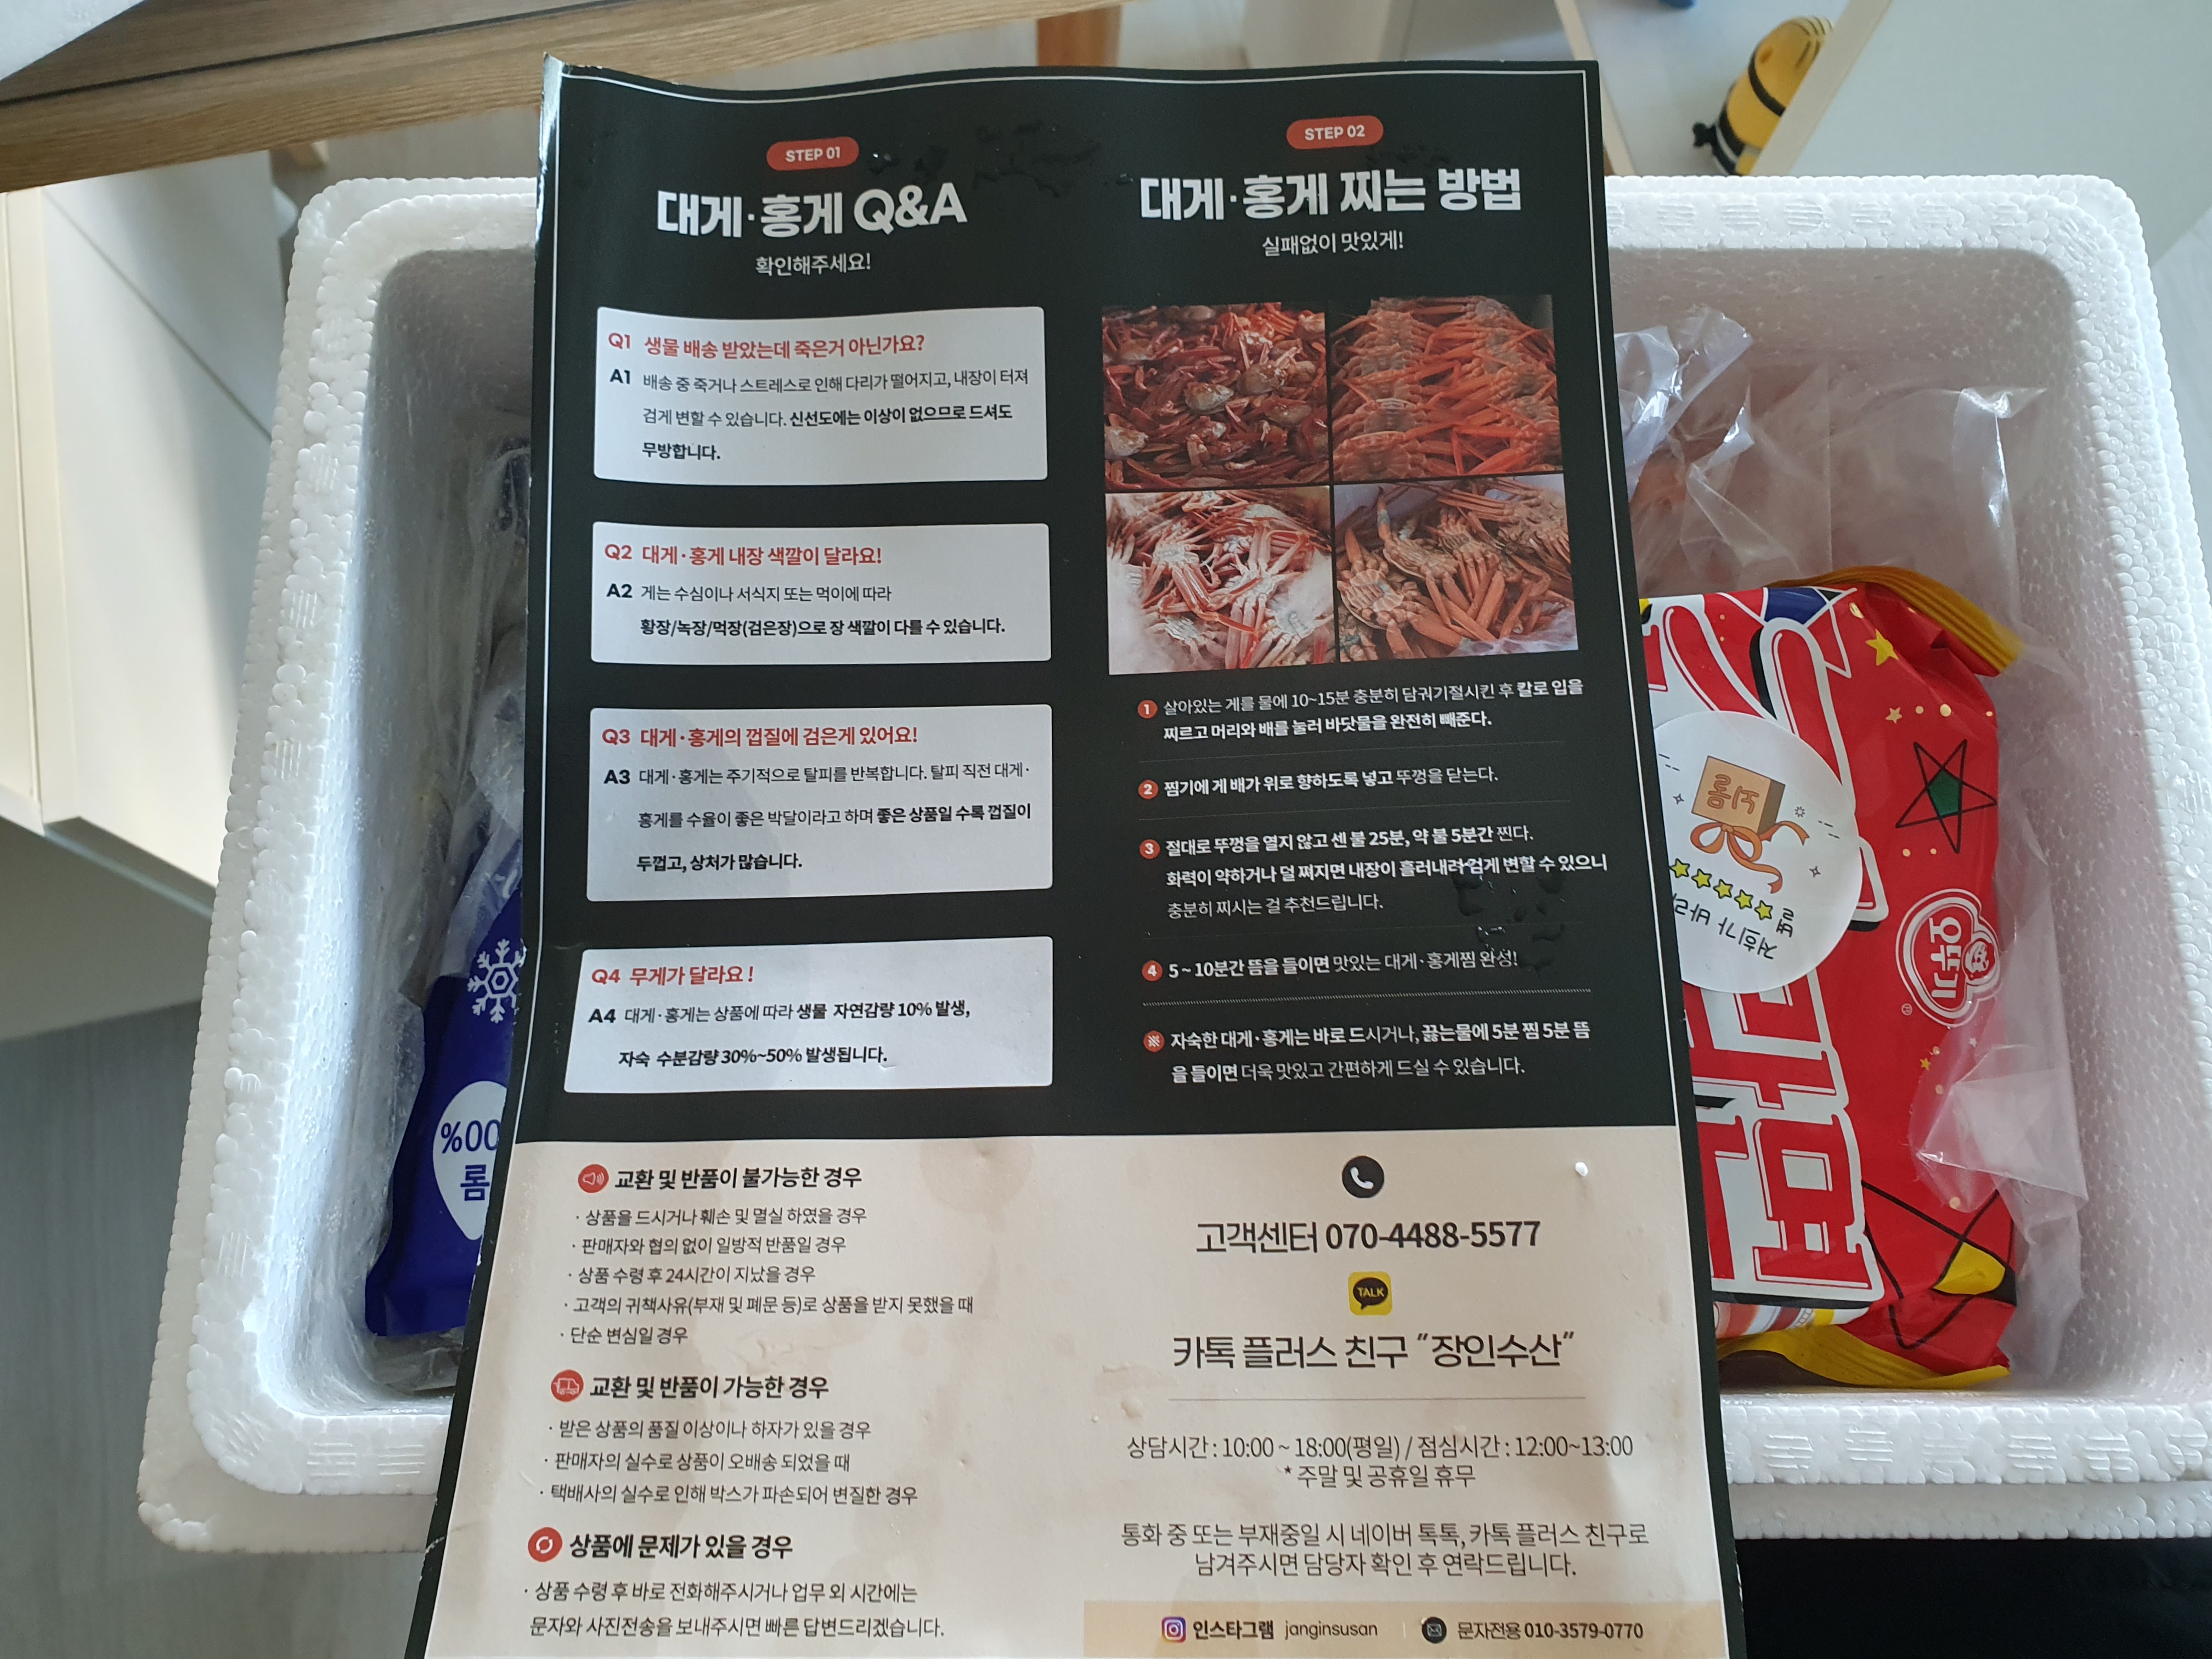 STEP 01
대게·홍게 Q&A
확인해주세요!
Q1 생물 배송 받았는데 죽은거 아닌가요?
A1 배송 중 죽거나 스트레스로 인해 다리가 떨어지고, 내장이 터져
검게 변할 수 있습니다. 신선도에는 이상이 없으므로 드셔도
무방합니다.
Q2 대게·홍게 내장 색깔이 달라요!
A2 게는 수심이나 서식지 또는 먹이에 따라
황장/녹장/먹장(검은장)으로 장 색깔이 다를 수 있습니다.
Q3 대게·홍게의 껍질에 검은게 있어요!
A3 대게·홍게는 주기적으로 탈피를 반복합니다. 탈피 직전 대게·
홍게를 수율이 좋은 박달이라고 하며 좋은 상품일 수록 껍질이
두껍고, 상처가 많습니다.
Q4 무게가 달라요!
A4 대게·홍게는 상품에 따라 생물 자연감량 10% 발생,
자숙 수분감량 30%~50% 발생됩니다.
STEP 02
대게·홍게 찌는 방법
실패없이 맛있게!
1 살아있는 게를 물에 10~15분 충분히 담궈기절시킨 후 칼로 입을
찌르고 머리와 배를 눌러 바닷물을 완전히 빼준다.
2 찜기에 게 배가 위로 향하도록 넣고 뚜껑을 닫는다.
3 절대로 뚜껑을 열지 않고 센 불 25분, 약 불 5분간 찐다.
화력이 약하거나 덜 쪄지면 내장이 흘러내려 검게 변할 수 있으니
충분히 찌시는 걸 추천드립니다.
4 5~10분간 뜸을 들이면 맛있는 대게·홍게찜 완성!
※ 자숙한 대게·홍게는 바로 드시거나, 끓는물에 5분 찜 5분 뜸
을 들이면 더욱 맛있고 간편하게 드실 수 있습니다.
교환 및 반품이 불가능한 경우
· 상품을 드시거나 훼손 및 멸실 하였을 경우
· 판매자와 협의 없이 일방적 반품일 경우
· 상품 수령 후 24시간이 지났을 경우
· 고객의 귀책사유(부재 및 폐문 등)로 상품을 받지 못했을 때
· 단순 변심일 경우
교환 및 반품이 가능한 경우
· 받은 상품의 품질 이상이나 하자가 있을 경우
· 판매자의 실수로 상품이 오배송 되었을 때
· 택배사의 실수로 인해 박스가 파손되어 변질한 경우
상품에 문제가 있을 경우
· 상품 수령 후 바로 전화해주시거나 업무 외 시간에는
문자와 사진전송을 보내주시면 빠른 답변드리겠습니다.
고객센터 070-4488-5577
TALK
카톡 플러스 친구 "장인수산"
상담시간 : 10:00 ~ 18:00(평일) / 점심시간 : 12:00~13:00
* 주말 및 공휴일 휴무
통화 중 또는 부재중일 시 네이버 톡톡, 카톡 플러스 친구로
남겨주시면 담당자 확인 후 연락드립니다.
인스타그램 janginsusan
문자전용 010-3579-0770
오뚜기
저희가 바라
별